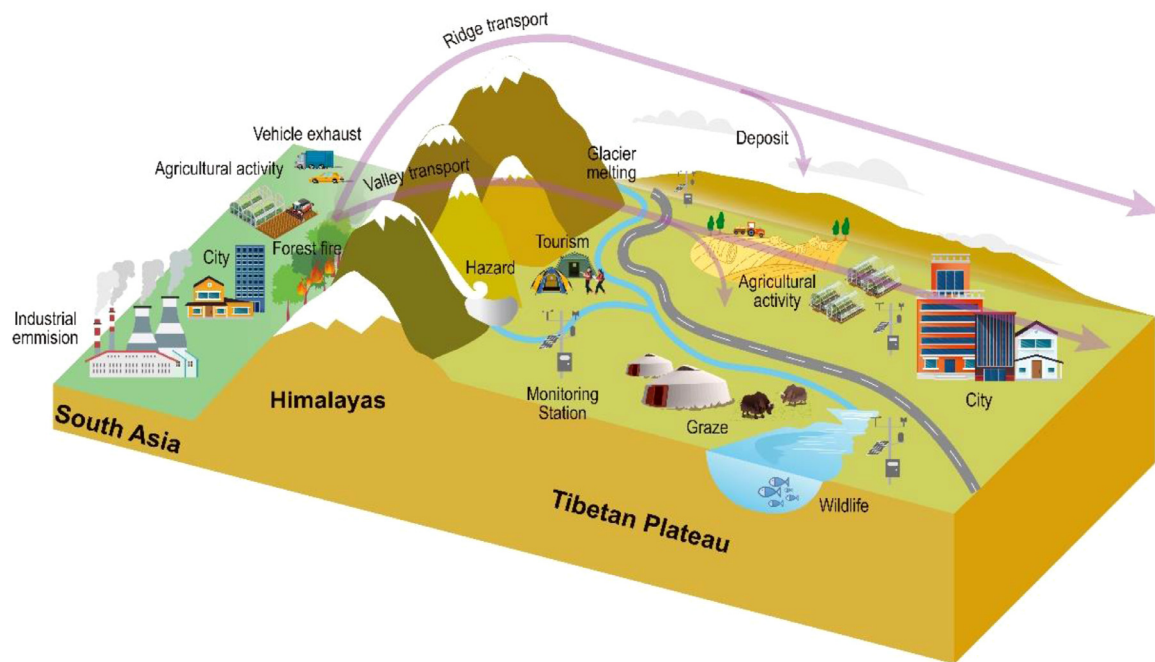 Ridge transport
Deposit
Vehicle exhaust
Agricultural activity
Valley transport
Glacier
melting
City
Forest fire
Hazard
Tourism
Agricultural
activity
Industrial
emmision
Monitoring
Station
Graze
City
Wildlife
South Asia
Himalayas
Tibetan Plateau